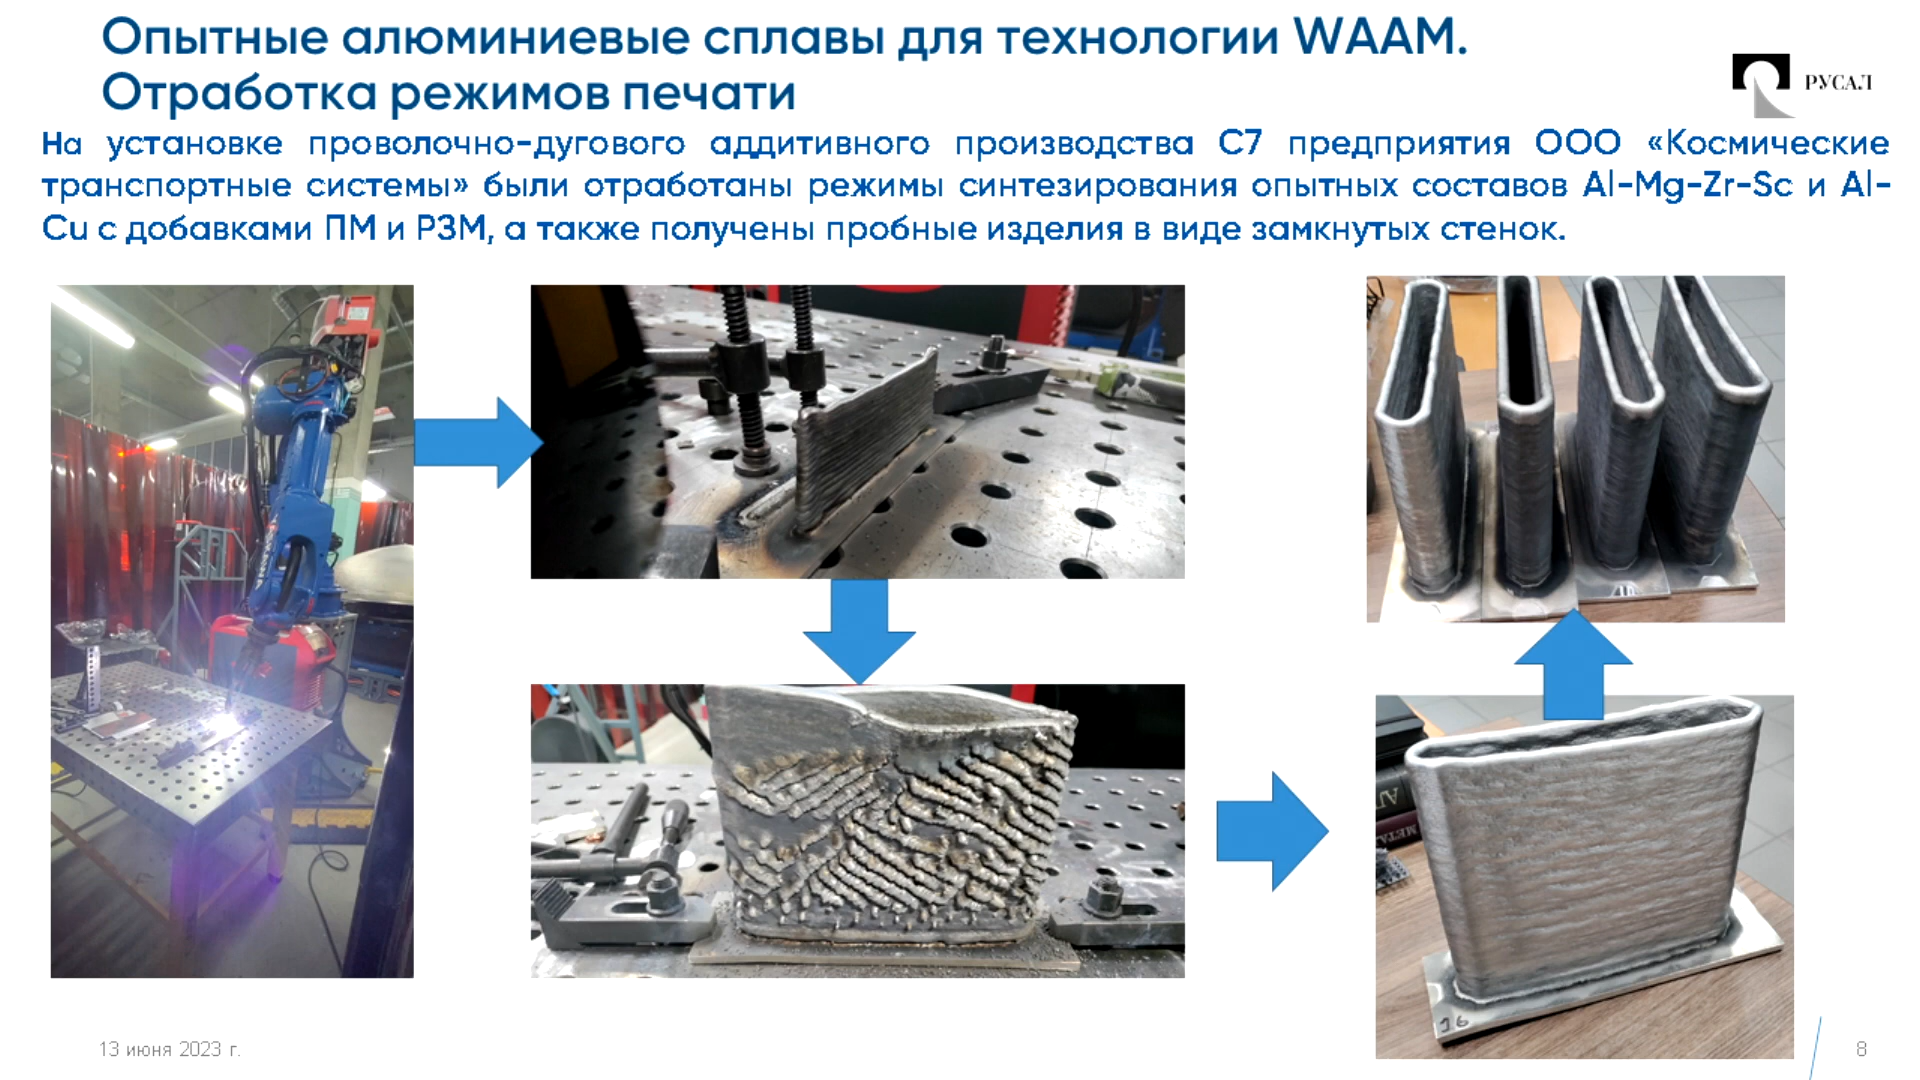 Опытные алюминиевые сплавы для технологии WAAM.
Отработка режимов печати
РУСАЛ
На установке проволочно-дугового аддитивного производства С7 предприятия ООО «Космические
транспортные системы» были отработаны режимы синтезирования опытных составов Al-Mg-Zr-Sc и Al-
Cu с добавками ПМ и РЗМ, а также получены пробные изделия в виде замкнутых стенок.
16
13 июня 2023 г.
8